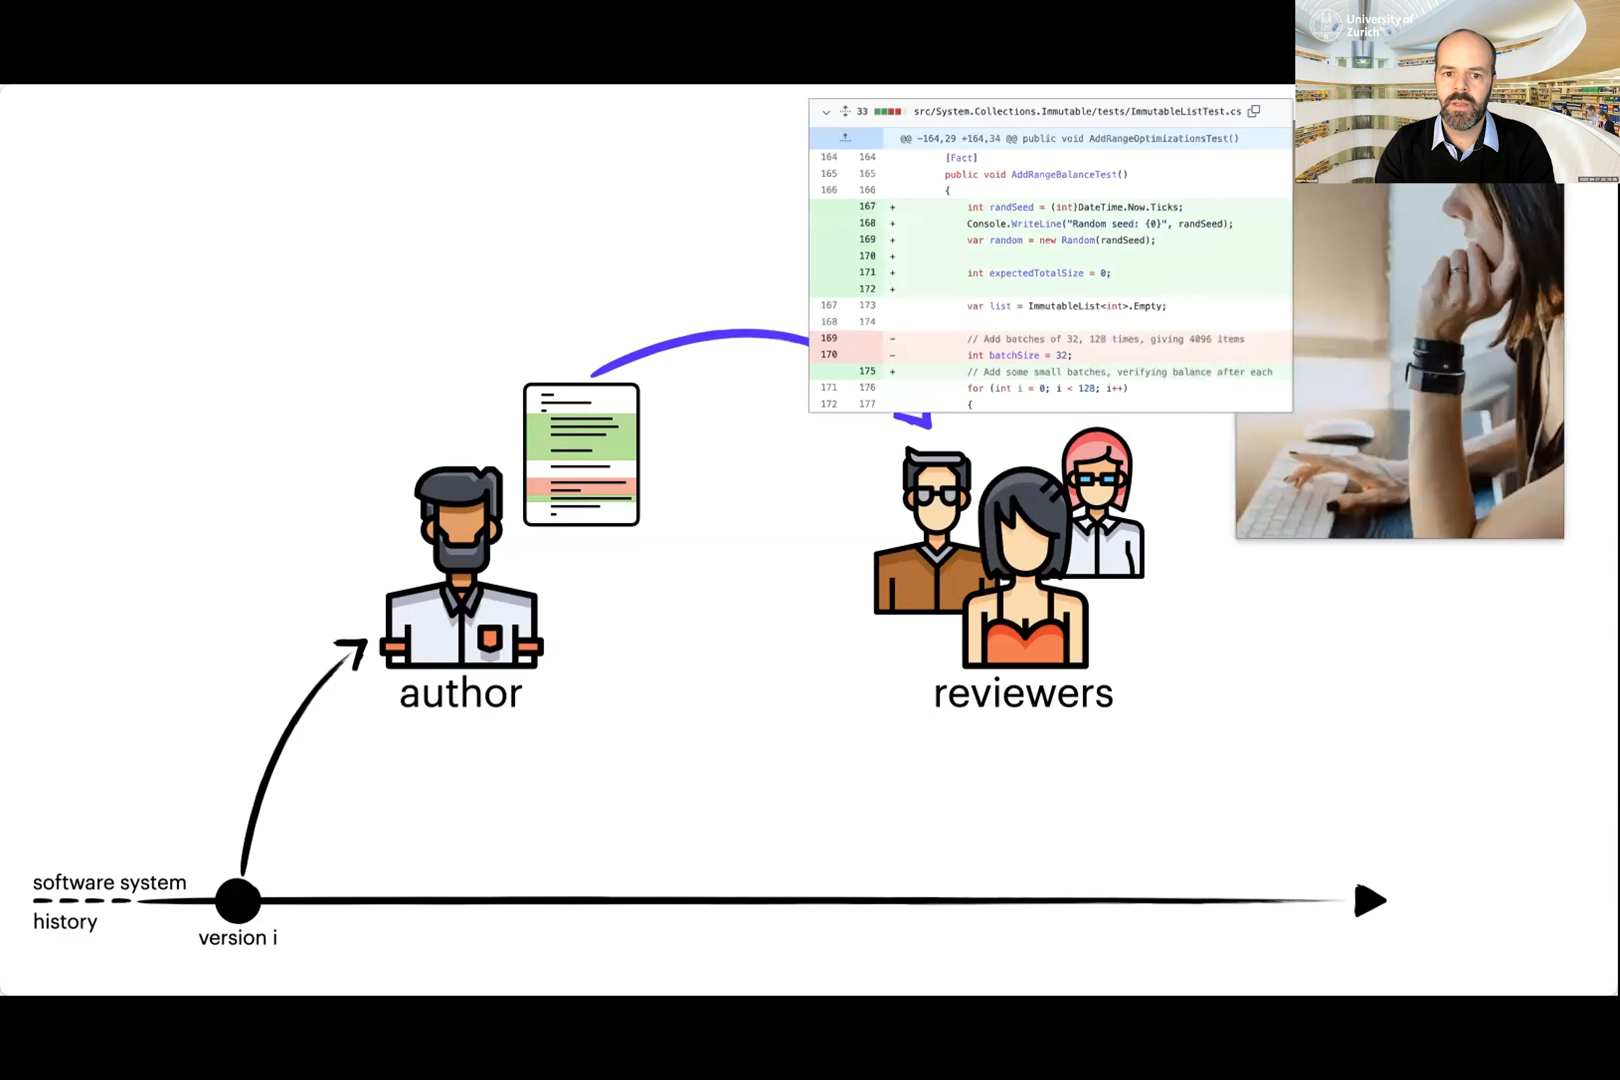 University of
Zurich
33 src/System.Collections.Immutable/tests/ImmutableListTest.cs
@@ -164,29 +164,34 @@ public void AddRangeOptimizationsTest()
164 164 [Fact]
165 165 public void AddRangeBalanceTest()
166 166 {
167 + int randSeed = (int)DateTime.Now.Ticks;
168 + Console.WriteLine("Random seed: {0}", randSeed);
169 + var random = new Random(randSeed);
170 +
171 + int expectedTotalSize = 0;
172 +
167 173 var list = ImmutableList<int>.Empty;
168 174
169 - // Add batches of 32, 128 times, giving 4096 items
170 - int batchSize = 32;
175 + // Add some small batches, verifying balance after each
171 176 for (int i = 0; i < 128; i++)
172 177 {
author
reviewers
software system
history
version i